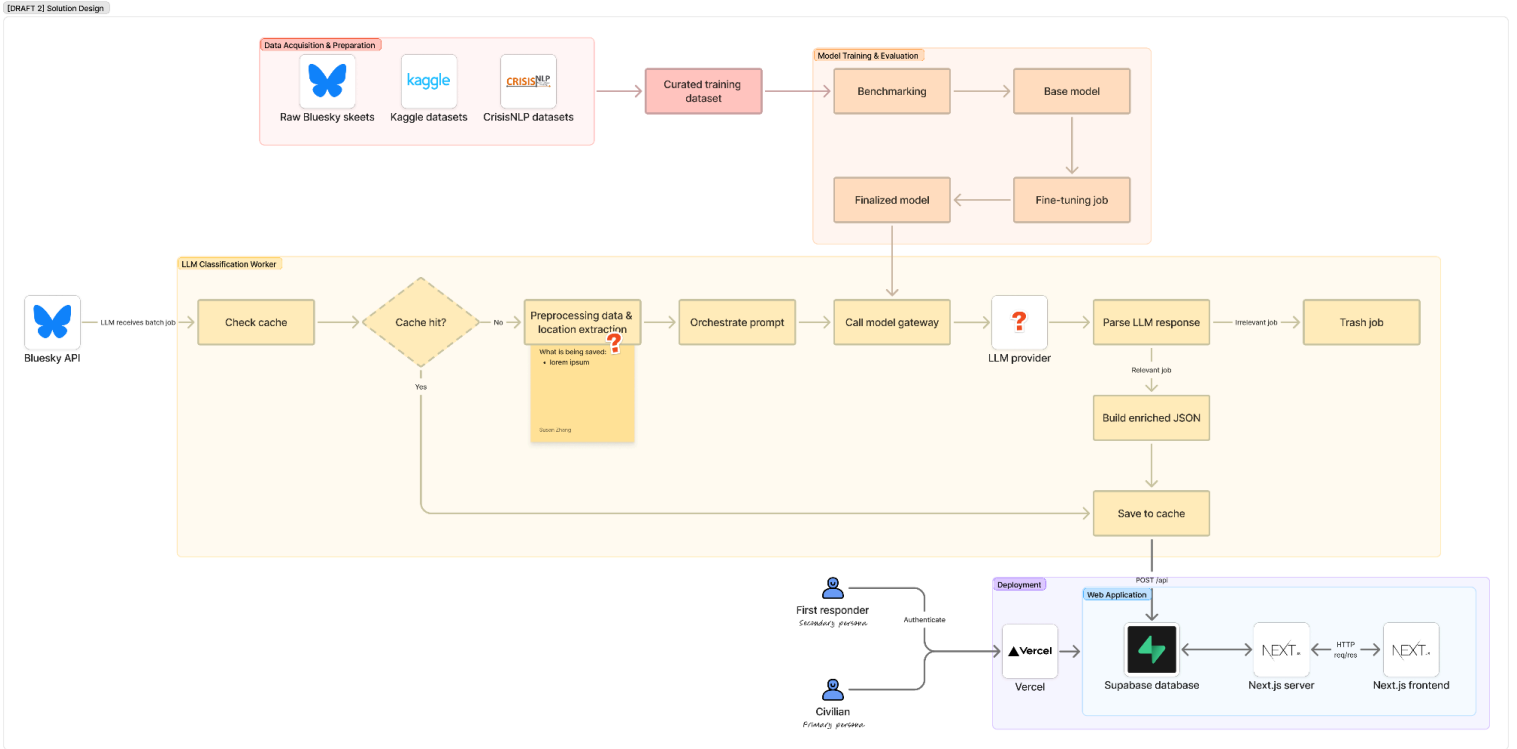 [DRAFT 2] Solution Design
Data Acquisition & Preparation
kaggle
CRISISNLP
Raw Bluesky skeets
Kaggle datasets
CrisisNLP datasets
Curated training
dataset
Model Training & Evaluation
Benchmarking
Base model
Finalized model
Fine-tuning job
LLM Classification Worker
Bluesky API
LLM receives batch job
Check cache
Cache hit?
No
Yes
Preprocessing data &
location extraction
?
What is being saved:
• lorem ipsum
Susan Zhang
Orchestrate prompt
Call model gateway
?
LLM provider
Parse LLM response
Irrelevant job
Trash job
Relevant job
Build enriched JSON
Save to cache
POST /api
First responder
Secondary persona
Authenticate
Civilian
Primary persona
Deployment
Vercel
Vercel
Web Application
Supabase database
NEXT.
Next.js server
HTTP
req/res
NEXT.
Next.js frontend